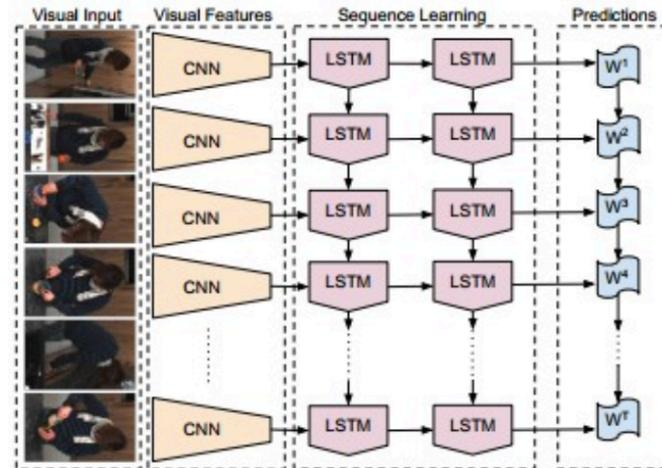 Visual Input Visual Features Sequence Learning Predictions
CNN LSTM LSTM W¹
CNN LSTM LSTM W²
CNN LSTM LSTM W³
CNN LSTM LSTM W⁴
CNN LSTM LSTM Wᵀ